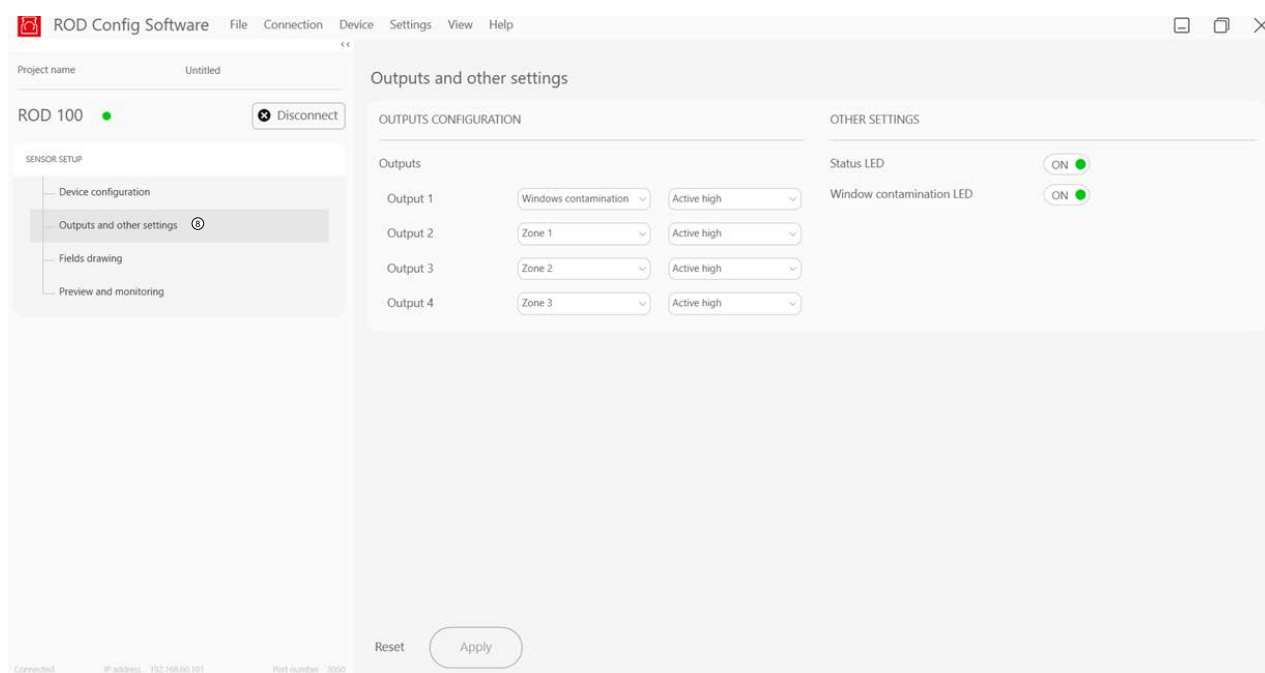 ROD Config Software File Connection Device Settings View Help
<<
Project name Untitled
ROD 100
Disconnect
SENSOR SETUP
Device configuration
Outputs and other settings ⑧
Fields drawing
Preview and monitoring
Connected IP address 192.168.60.101 Port number 3050
Outputs and other settings
OUTPUTS CONFIGURATION
Outputs
Output 1 Windows contamination Active high
Output 2 Zone 1 Active high
Output 3 Zone 2 Active high
Output 4 Zone 3 Active high
OTHER SETTINGS
Status LED ON
Window contamination LED ON
Reset Apply